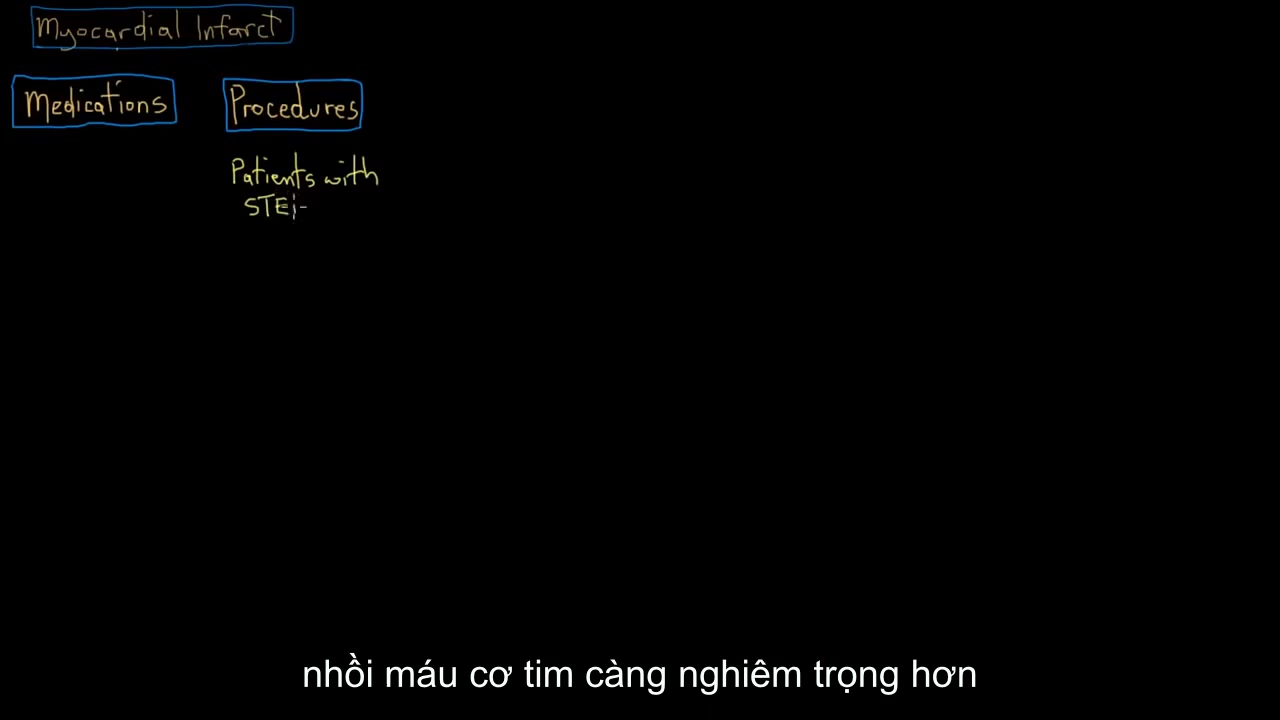 Myocardial Infarct
Medications
Procedures
Patients with
STE
nhồi máu cơ tim càng nghiêm trọng hơn